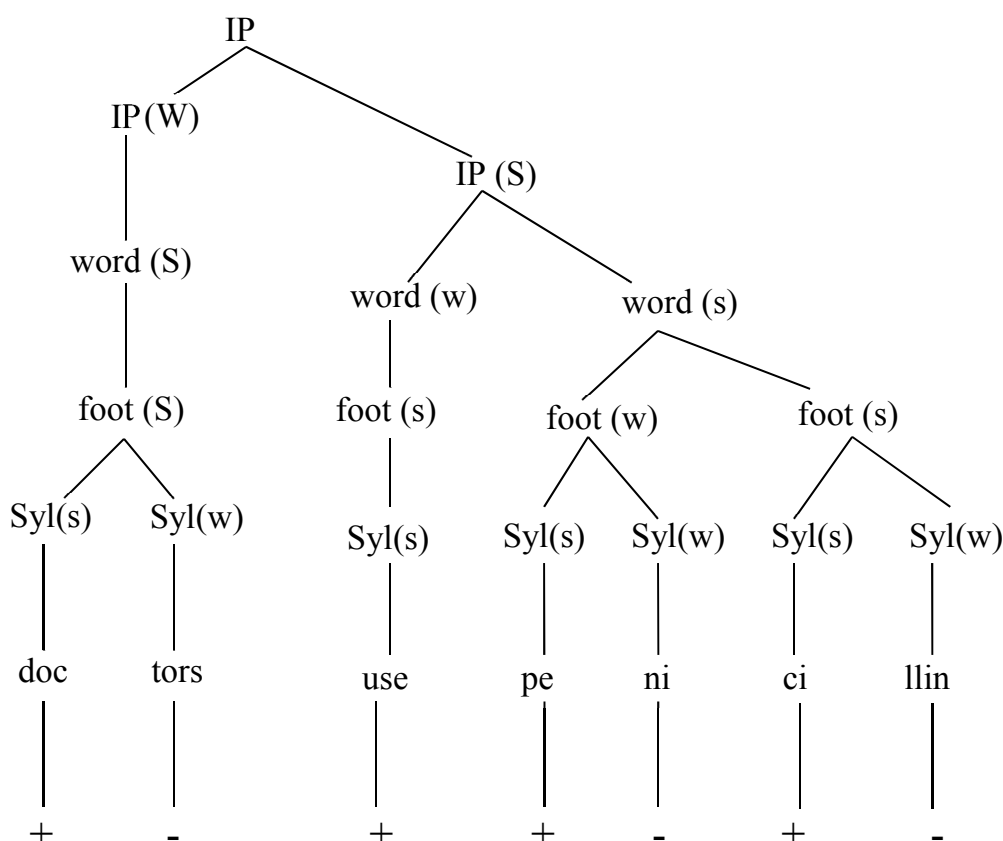 IP
IP (W)
IP (S)
word (S)
word (w) word (s)
foot (S) foot (s) foot (w) foot (s)
Syl(s) Syl(w) Syl(s) Syl(s) Syl(w) Syl(s) Syl(w)
doc tors use pe ni ci llin
+ - + + - + -